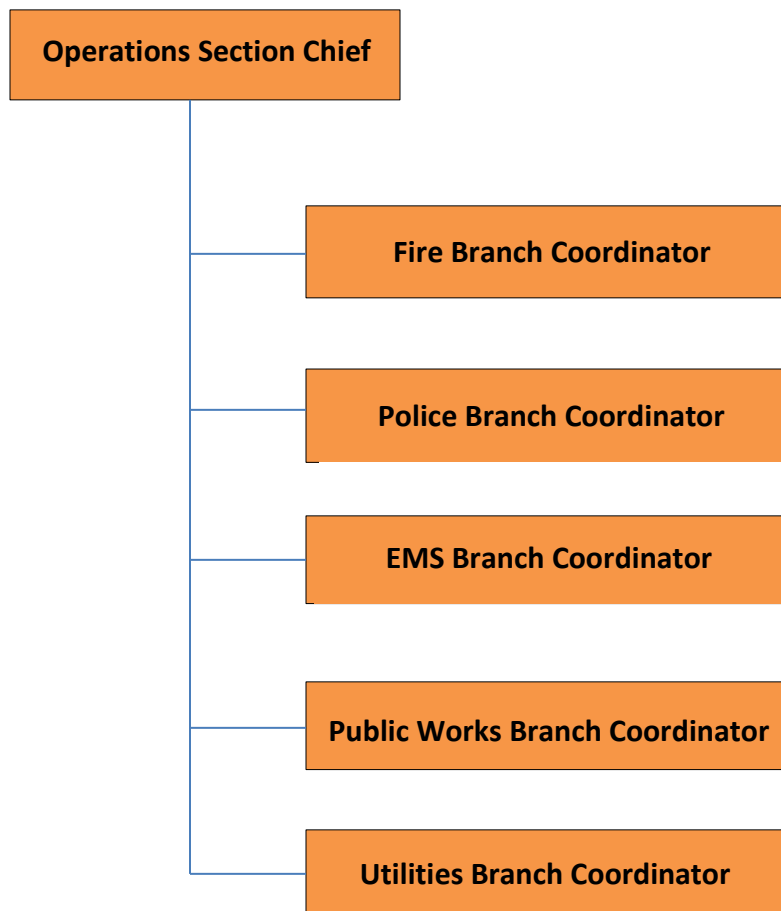 Operations Section Chief
Fire Branch Coordinator
Police Branch Coordinator
EMS Branch Coordinator
Public Works Branch Coordinator
Utilities Branch Coordinator